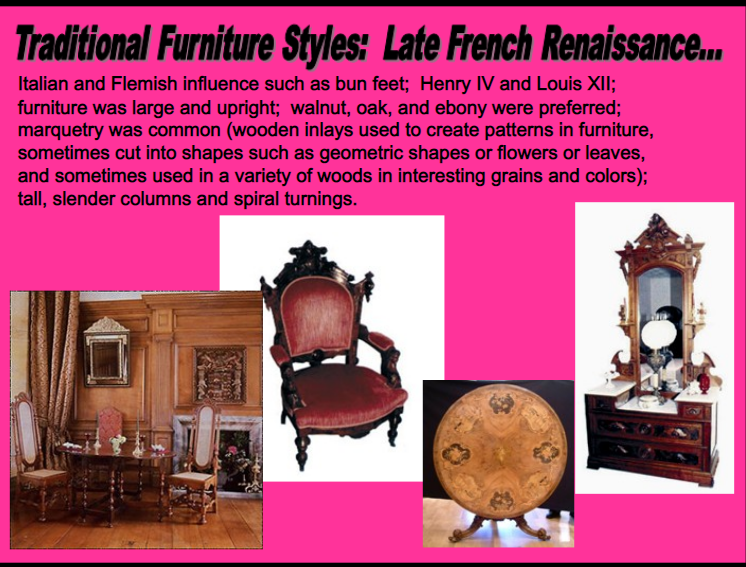 Traditional Furniture Styles: Late French Renaissance...
Italian and Flemish influence such as bun feet; Henry IV and Louis XII;
furniture was large and upright; walnut, oak, and ebony were preferred;
marquetry was common (wooden inlays used to create patterns in furniture,
sometimes cut into shapes such as geometric shapes or flowers or leaves,
and sometimes used in a variety of woods in interesting grains and colors);
tall, slender columns and spiral turnings.